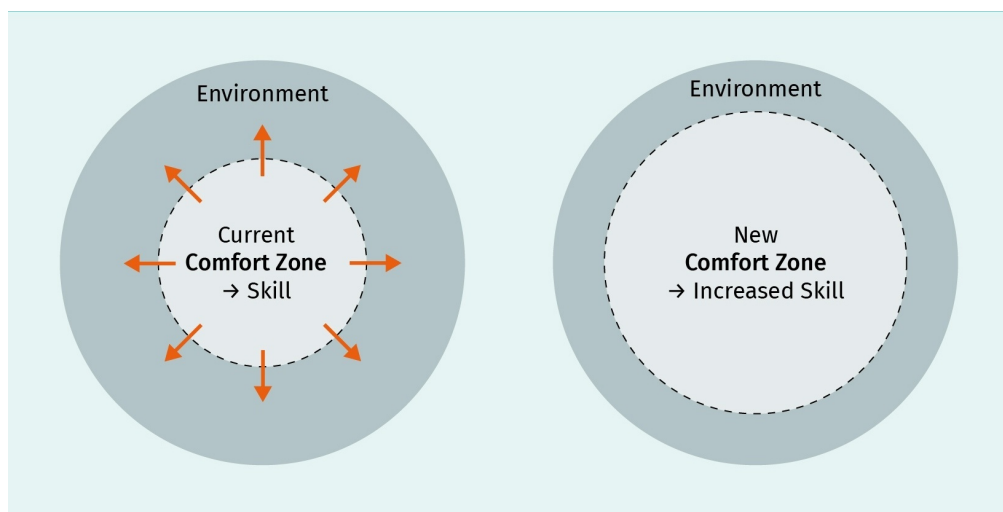 Environment
Current
Comfort Zone
→ Skill
Environment
New
Comfort Zone
→ Increased Skill